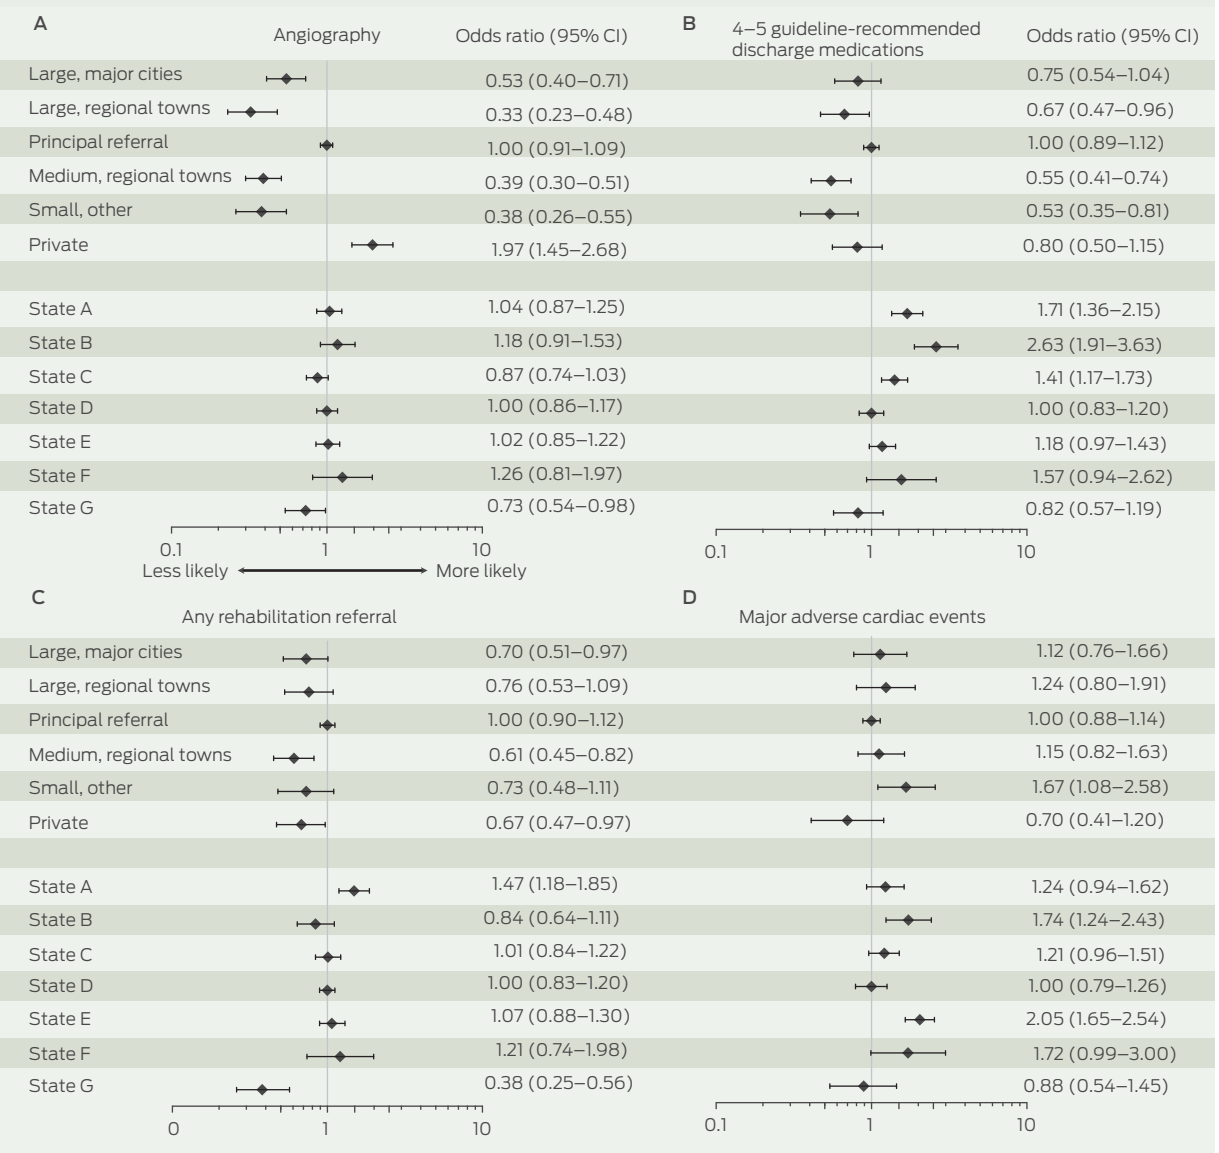 A
Angiography Odds ratio (95% CI)
Large, major cities 0.53 (0.40–0.71)
Large, regional towns 0.33 (0.23–0.48)
Principal referral 1.00 (0.91–1.09)
Medium, regional towns 0.39 (0.30–0.51)
Small, other 0.38 (0.26–0.55)
Private 1.97 (1.45–2.68)
State A 1.04 (0.87–1.25)
State B 1.18 (0.91–1.53)
State C 0.87 (0.74–1.03)
State D 1.00 (0.86–1.17)
State E 1.02 (0.85–1.22)
State F 1.26 (0.81–1.97)
State G 0.73 (0.54–0.98)
0.1 1 10
Less likely More likely
B
4–5 guideline-recommended
discharge medications
Odds ratio (95% CI)
0.75 (0.54–1.04)
0.67 (0.47–0.96)
1.00 (0.89–1.12)
0.55 (0.41–0.74)
0.53 (0.35–0.81)
0.80 (0.50–1.15)
1.71 (1.36–2.15)
2.63 (1.91–3.63)
1.41 (1.17–1.73)
1.00 (0.83–1.20)
1.18 (0.97–1.43)
1.57 (0.94–2.62)
0.82 (0.57–1.19)
0.1 1 10
C
Any rehabilitation referral
Large, major cities 0.70 (0.51–0.97)
Large, regional towns 0.76 (0.53–1.09)
Principal referral 1.00 (0.90–1.12)
Medium, regional towns 0.61 (0.45–0.82)
Small, other 0.73 (0.48–1.11)
Private 0.67 (0.47–0.97)
State A 1.47 (1.18–1.85)
State B 0.84 (0.64–1.11)
State C 1.01 (0.84–1.22)
State D 1.00 (0.83–1.20)
State E 1.07 (0.88–1.30)
State F 1.21 (0.74–1.98)
State G 0.38 (0.25–0.56)
0 1 10
D
Major adverse cardiac events
1.12 (0.76–1.66)
1.24 (0.80–1.91)
1.00 (0.88–1.14)
1.15 (0.82–1.63)
1.67 (1.08–2.58)
0.70 (0.41–1.20)
1.24 (0.94–1.62)
1.74 (1.24–2.43)
1.21 (0.96–1.51)
1.00 (0.79–1.26)
2.05 (1.65–2.54)
1.72 (0.99–3.00)
0.88 (0.54–1.45)
0.1 1 10